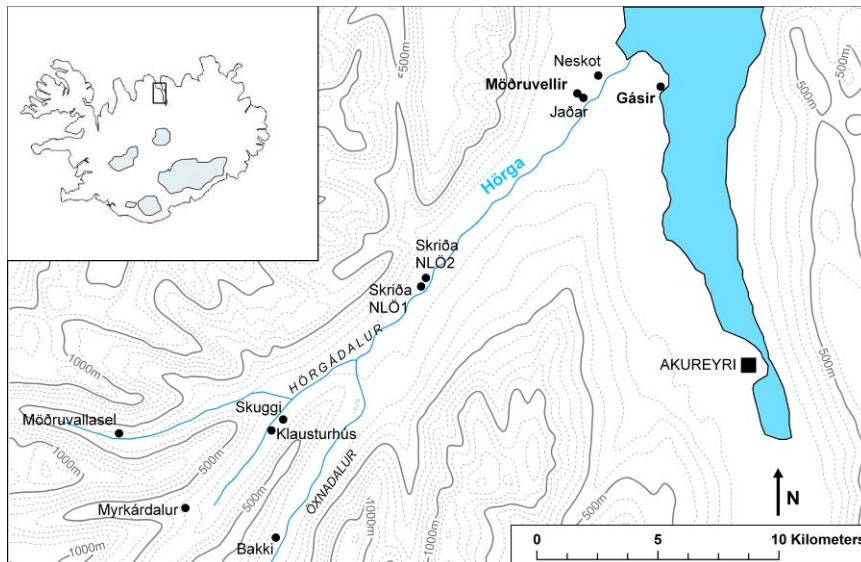 500m
500m
Neskot
Möðruvellir
Gásir
Jaðar
Hörga
Skriða
NLÖ2
Skriða
NLÖ1
HÖRGÁDALUR
1000m
500m
AKUREYRI
Skuggi
Möðruvallasel
Klausturhús
500m
500m
1000m
ÖXNADALUR
Myrkárdalur
1000m
Bakki
1000m
500m
N
0 5 10 Kilometers